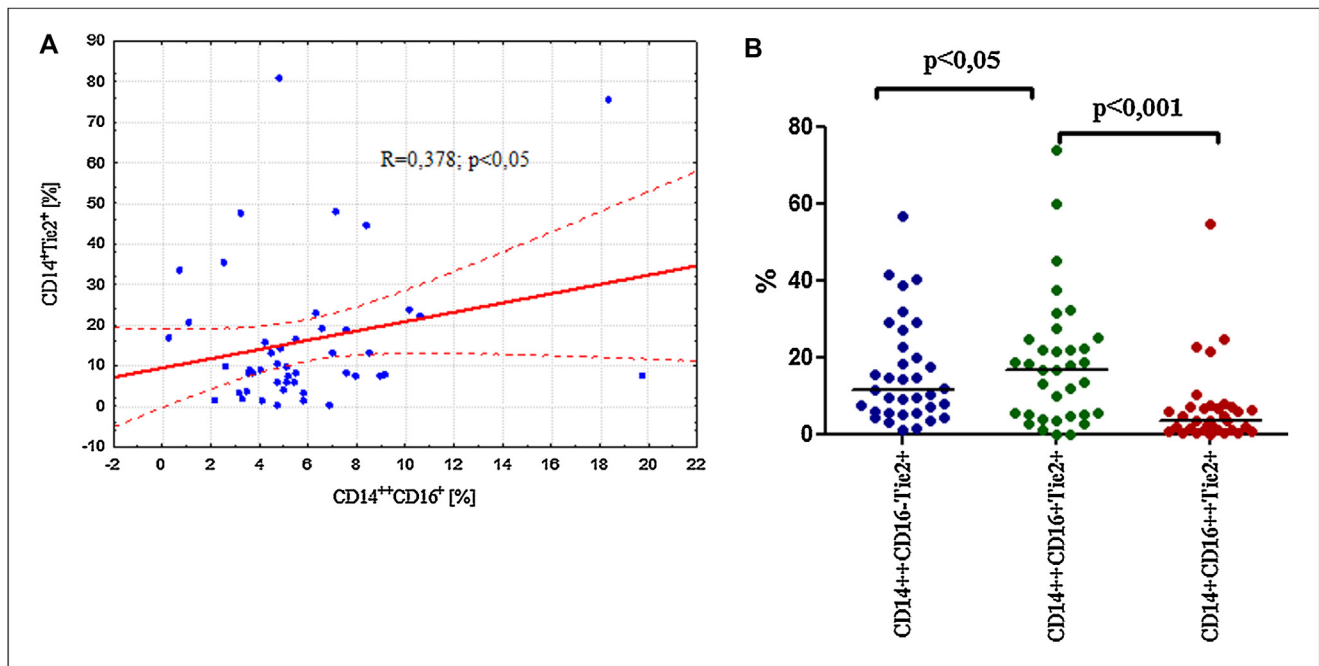 A
90
80
70
60
50
40
30
20
10
0
-10
CD14+Tie2+ [%]
R=0,378; p<0,05
-2 0 2 4 6 8 10 12 14 16 18 20 22
CD14++CD16+ [%]
B
p<0,05
p<0,001
80
60
40
20
0
%
CD14++CD16-Tie2+
CD14++CD16+Tie2+
CD14+CD16++Tie2+